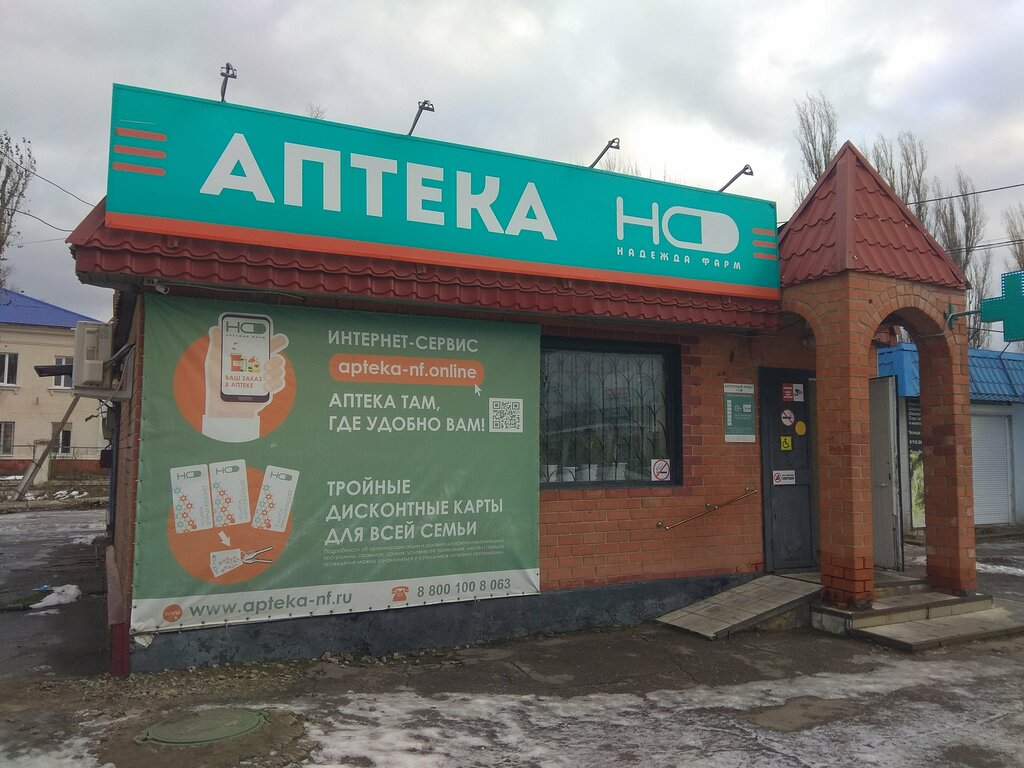 АПТЕКА
НФ
НАДЕЖДА ФАРМ
ВАШ ЗАКАЗ
В АПТЕКЕ
ИНТЕРНЕТ-СЕРВИС
apteka-nf.online
АПТЕКА ТАМ,
ГДЕ УДОБНО ВАМ!
ТРОЙНЫЕ
ДИСКОНТНЫЕ КАРТЫ
ДЛЯ ВСЕЙ СЕМЬИ
www.apteka-nf.ru
8 800 100 8 063